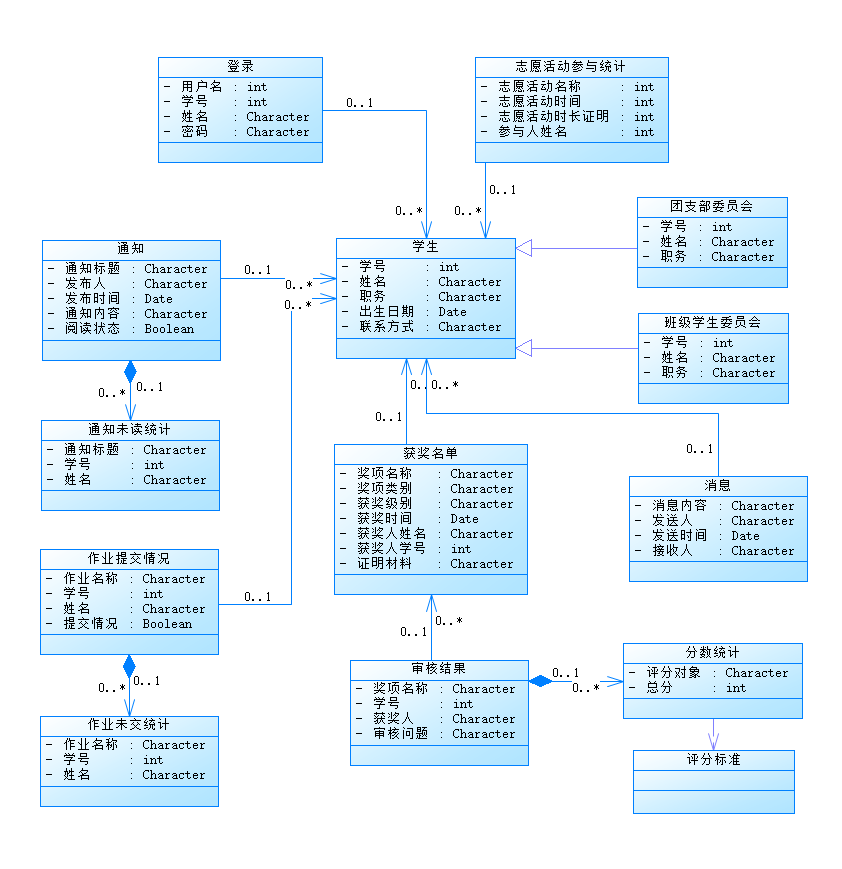 登录
- 用户名 : int
- 学号 : int
- 姓名 : Character
- 密码 : Character
0..1
0..*
志愿活动参与统计
- 志愿活动名称 : int
- 志愿活动时间 : int
- 志愿活动时长证明 : int
- 参与人姓名 : int
0..1
0..*
团支部委员会
- 学号 : int
- 姓名 : Character
- 职务 : Character
通知
- 通知标题 : Character
- 发布人 : Character
- 发布时间 : Date
- 通知内容 : Character
- 阅读状态 : Boolean
0..1
0..*
0..*
学生
- 学号 : int
- 姓名 : Character
- 职务 : Character
- 出生日期 : Date
- 联系方式 : Character
班级学生委员会
- 学号 : int
- 姓名 : Character
- 职务 : Character
0..1
0..*
通知未读统计
- 通知标题 : Character
- 学号 : int
- 姓名 : Character
0..*
0..1
0..1
获奖名单
- 奖项名称 : Character
- 奖项类别 : Character
- 获奖级别 : Character
- 获奖时间 : Date
- 获奖人姓名 : Character
- 获奖人学号 : int
- 证明材料 : Character
消息
- 消息内容 : Character
- 发送人 : Character
- 发送时间 : Date
- 接收人 : Character
作业提交情况
- 作业名称 : Character
- 学号 : int
- 姓名 : Character
- 提交情况 : Boolean
0..1
0..1
0..*
作业未交统计
- 作业名称 : Character
- 学号 : int
- 姓名 : Character
0..*
0..1
审核结果
- 奖项名称 : Character
- 学号 : int
- 获奖人 : Character
- 审核问题 : Character
0..1
0..*
分数统计
- 评分对象 : Character
- 总分 : int
评分标准